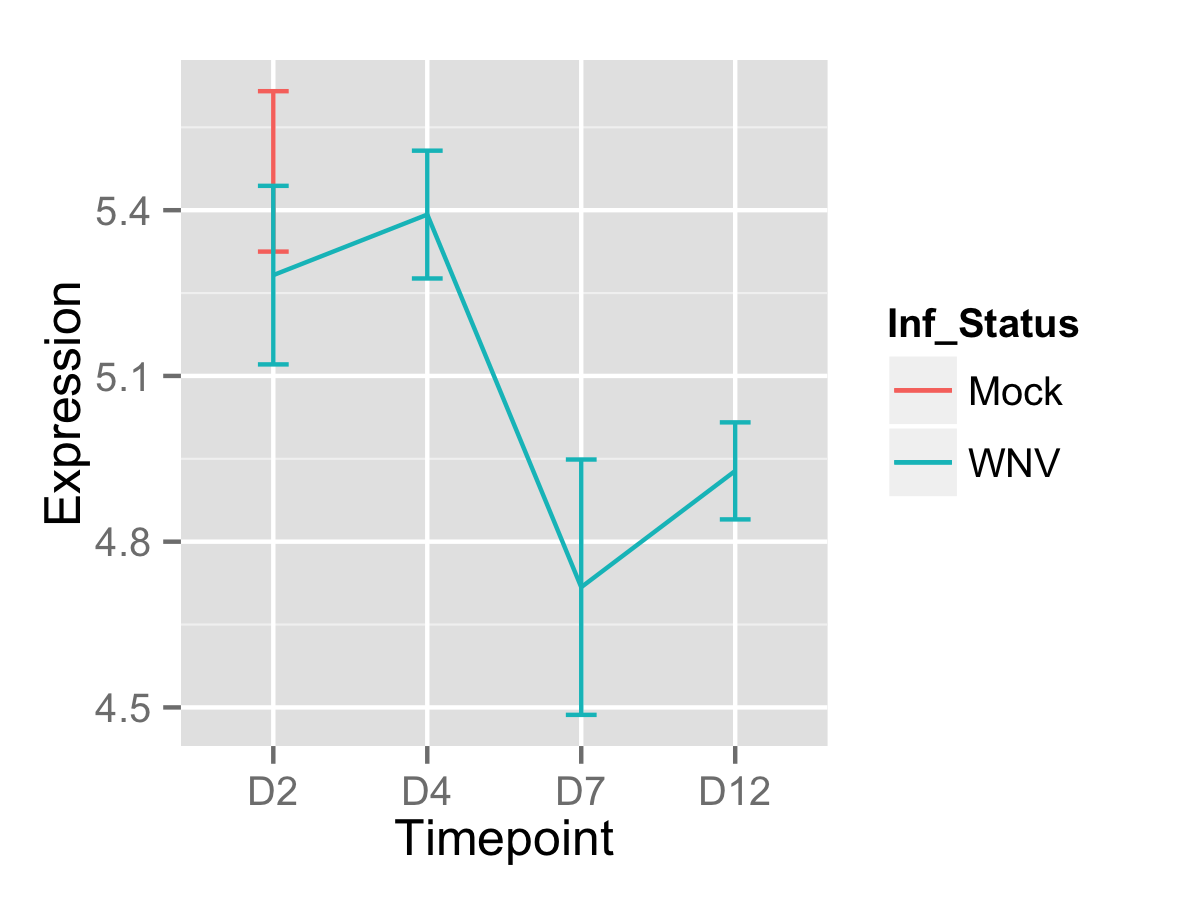 Expression
5.4
5.1
4.8
4.5
D2 D4 D7 D12
Timepoint
Inf_Status
Mock
WNV